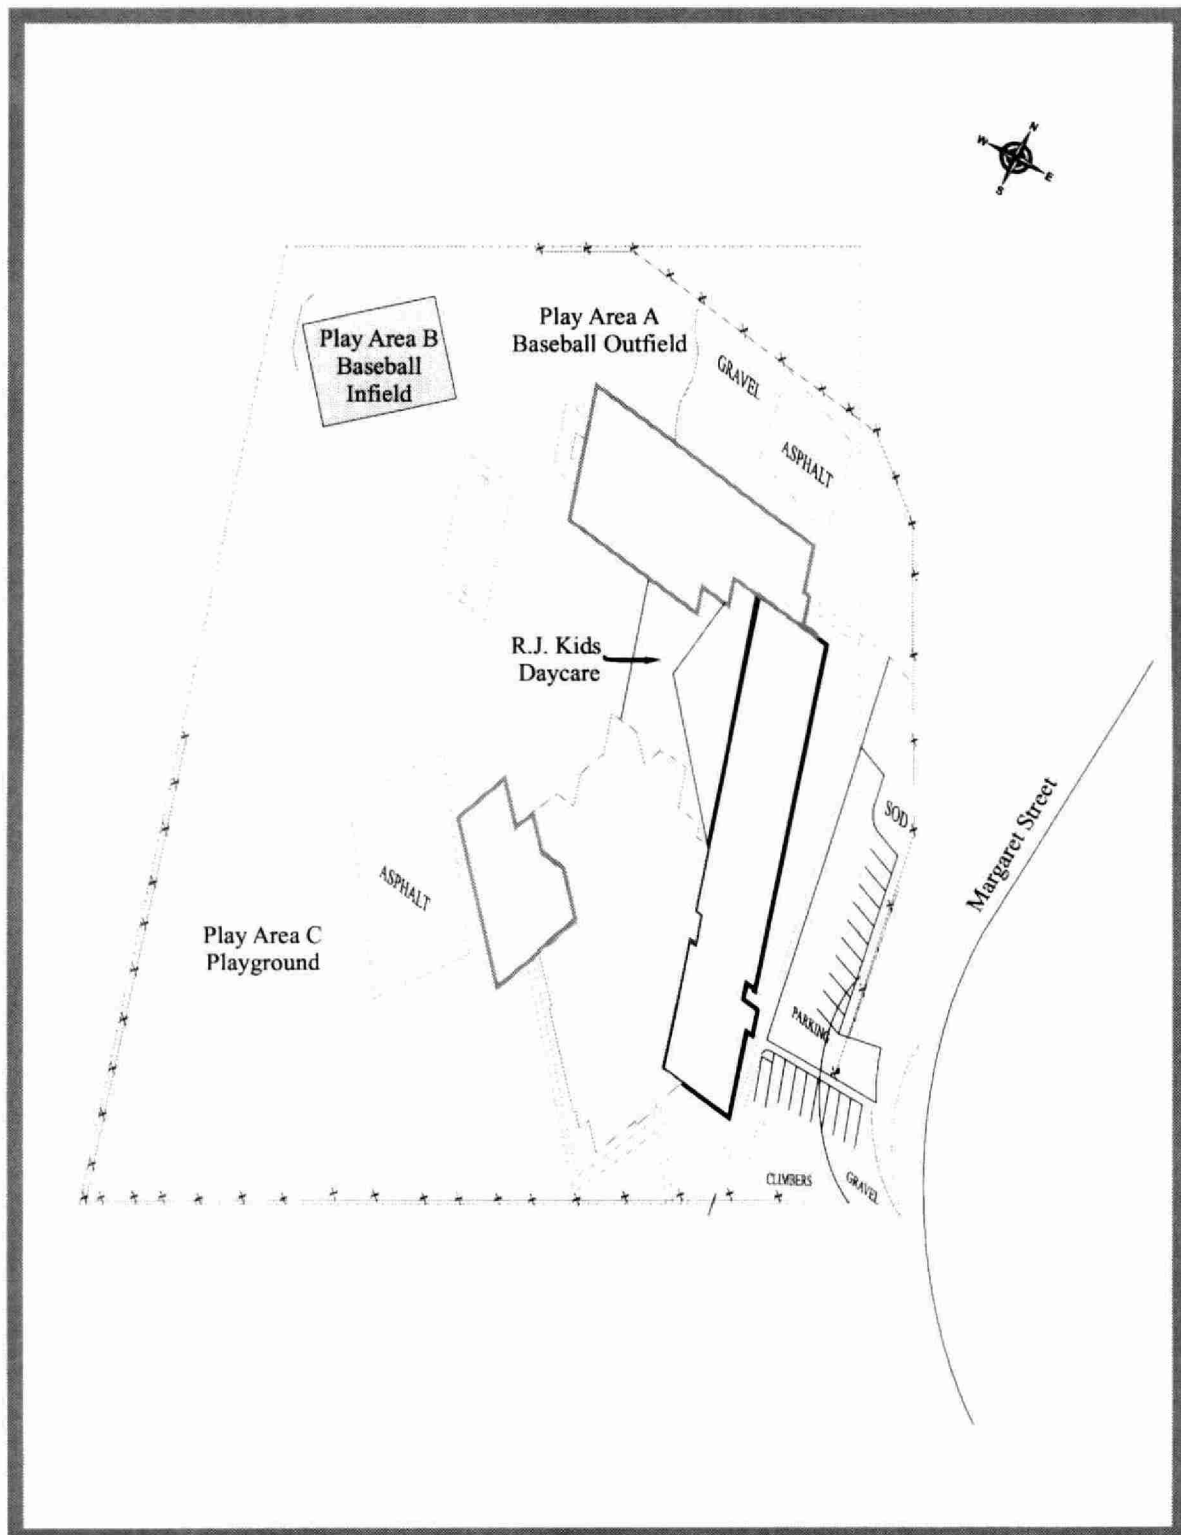 N
W
E
S
Play Area A
Baseball Outfield
Play Area B
Baseball
Infield
GRAVEL
ASPHALT
R.J. Kids
Daycare
SOD
Margaret Street
ASPHALT
Play Area C
Playground
PARKING
CLIMBERS
GRAVEL